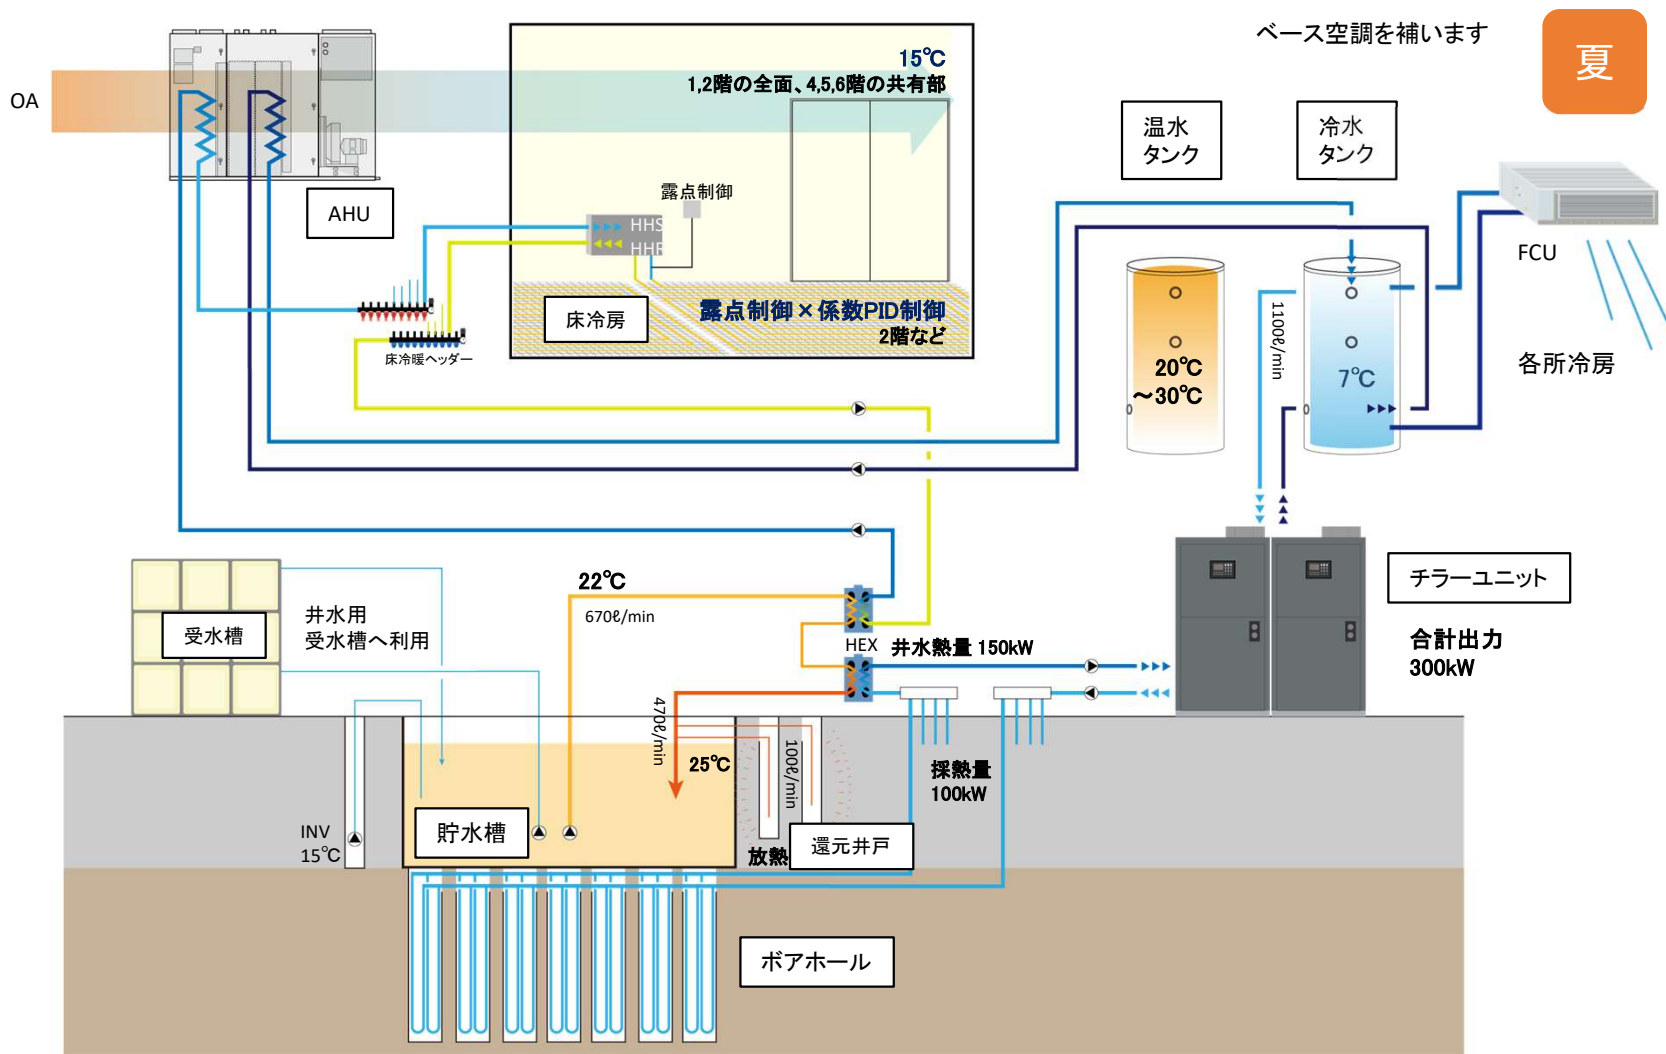 ベース空調を補います
夏
OA
15℃
1,2階の全面、4,5,6階の共有部
温水
タンク
冷水
タンク
AHU
露点制御
HHS
HHR
FCU
床冷房
露点制御×係数PID制御
2階など
床冷暖ヘッダー
1100ℓ/min
20℃
～30℃
7℃
各所冷房
22℃
670ℓ/min
チラーユニット
受水槽
井水用
受水槽へ利用
HEX
井水熱量 150kW
合計出力
300kW
470ℓ/min
25℃
100ℓ/min
採熱量
100kW
INV
15℃
貯水槽
放熱
還元井戸
ボアホール